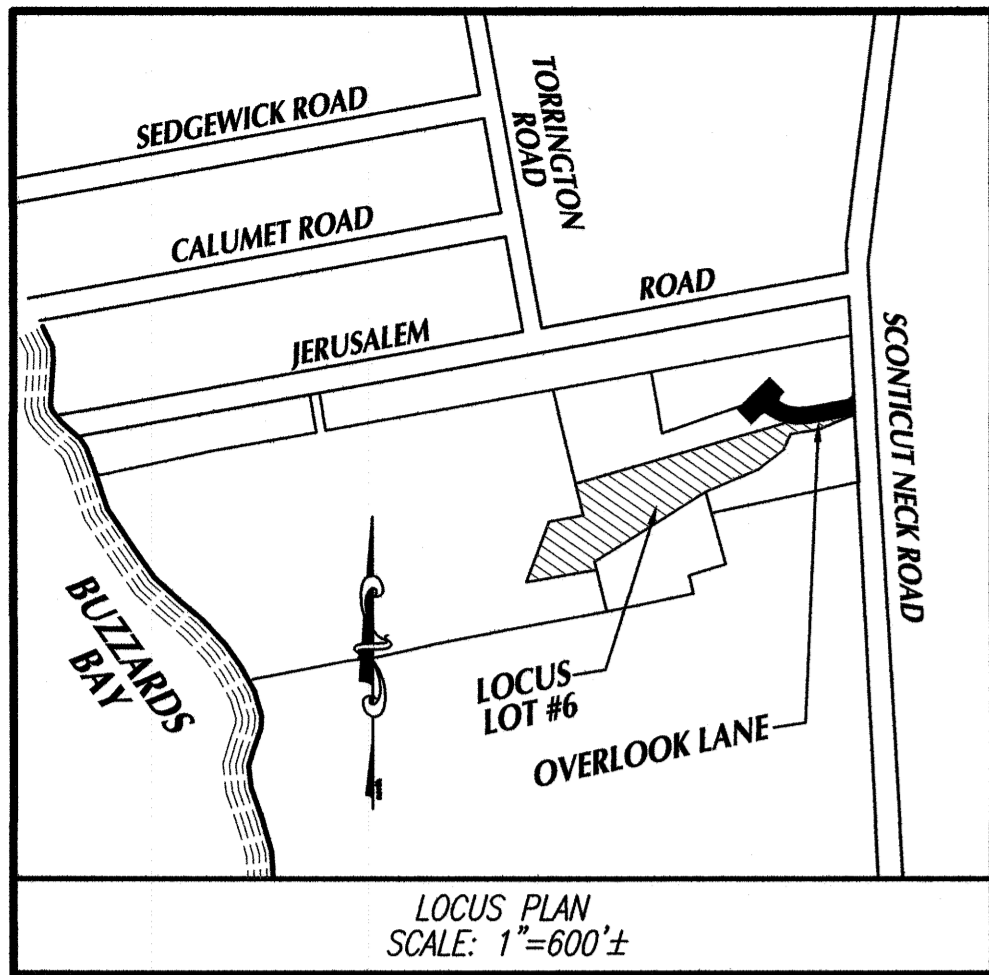 SEDGEWICK ROAD
TORRINGTON
ROAD
CALUMET ROAD
ROAD
JERUSALEM
SCONTICUT NECK ROAD
BUZZARDS
BAY
LOCUS
LOT #6
OVERLOOK LANE
LOCUS PLAN
SCALE: 1"=600'±